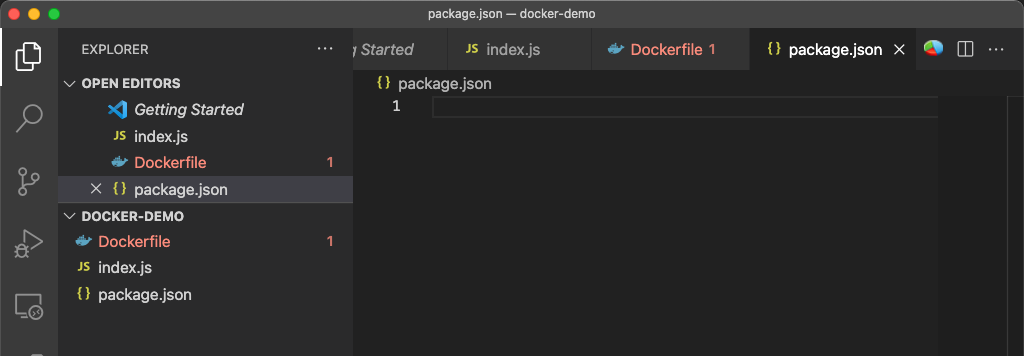 package.json — docker-demo
EXPLORER
OPEN EDITORS
Getting Started
JS index.js
Dockerfile 1
{} package.json
DOCKER-DEMO
Dockerfile 1
JS index.js
{} package.json
g Started
JS index.js
Dockerfile 1
{} package.json
{} package.json
1